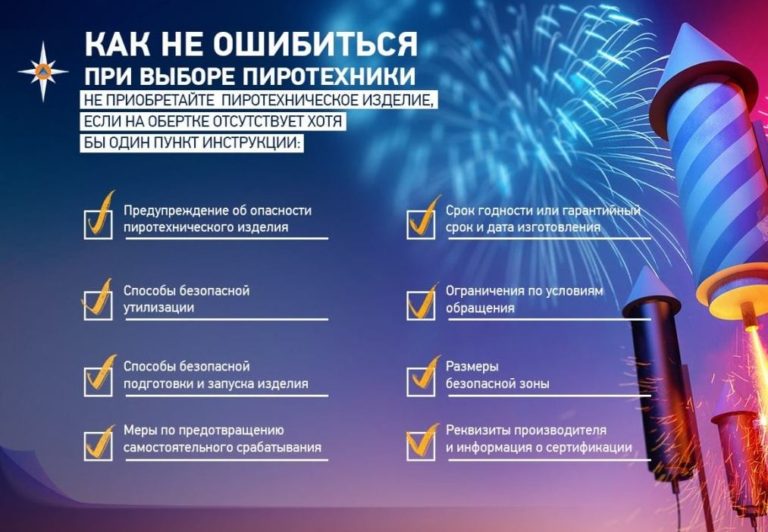 КАК НЕ ОШИБИТЬСЯ
ПРИ ВЫБОРЕ ПИРОТЕХНИКИ
НЕ ПРИОБРЕТАЙТЕ ПИРОТЕХНИЧЕСКОЕ ИЗДЕЛИЕ,
ЕСЛИ НА ОБЕРТКЕ ОТСУТСТВУЕТ ХОТЯ
БЫ ОДИН ПУНКТ ИНСТРУКЦИИ:
Предупреждение об опасности
пиротехнического изделия
Способы безопасной
утилизации
Способы безопасной
подготовки и запуска изделия
Меры по предотвращению
самостоятельного срабатывания
Срок годности или гарантийный
срок и дата изготовления
Ограничения по условиям
обращения
Размеры
безопасной зоны
Реквизиты производителя
и информация о сертификации